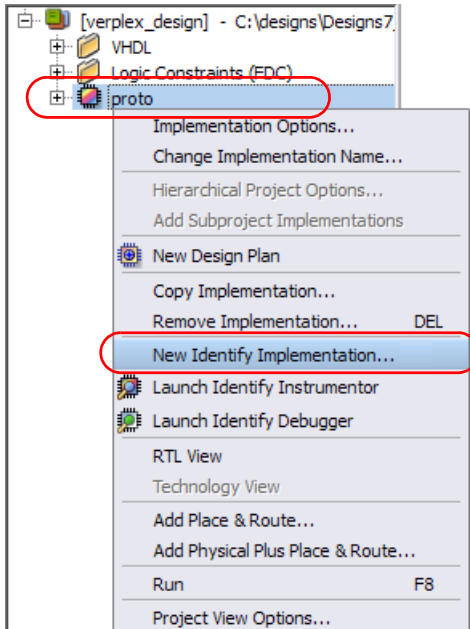 [verplex_design] - C:\designs\Designs7
VHDL
Logic Constraints (FDC)
proto
Implementation Options...
Change Implementation Name...
Hierarchical Project Options...
Add Subproject Implementations
New Design Plan
Copy Implementation...
Remove Implementation... DEL
New Identify Implementation...
Launch Identify Instrumentor
Launch Identify Debugger
RTL View
Technology View
Add Place & Route...
Add Physical Plus Place & Route...
Run F8
Project View Options...